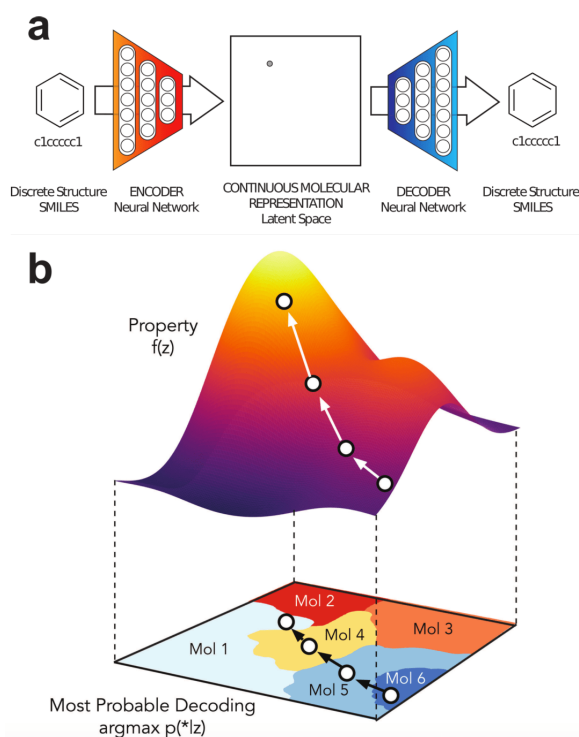 a
c1ccccc1
c1ccccc1
Discrete Structure
SMILES
ENCODER
Neural Network
CONTINUOUS MOLECULAR
REPRESENTATION
Latent Space
DECODER
Neural Network
Discrete Structure
SMILES
b
Property
f(z)
Mol 2
Mol 3
Mol 4
Mol 1
Mol 6
Mol 5
Most Probable Decoding
argmax p(*|z)